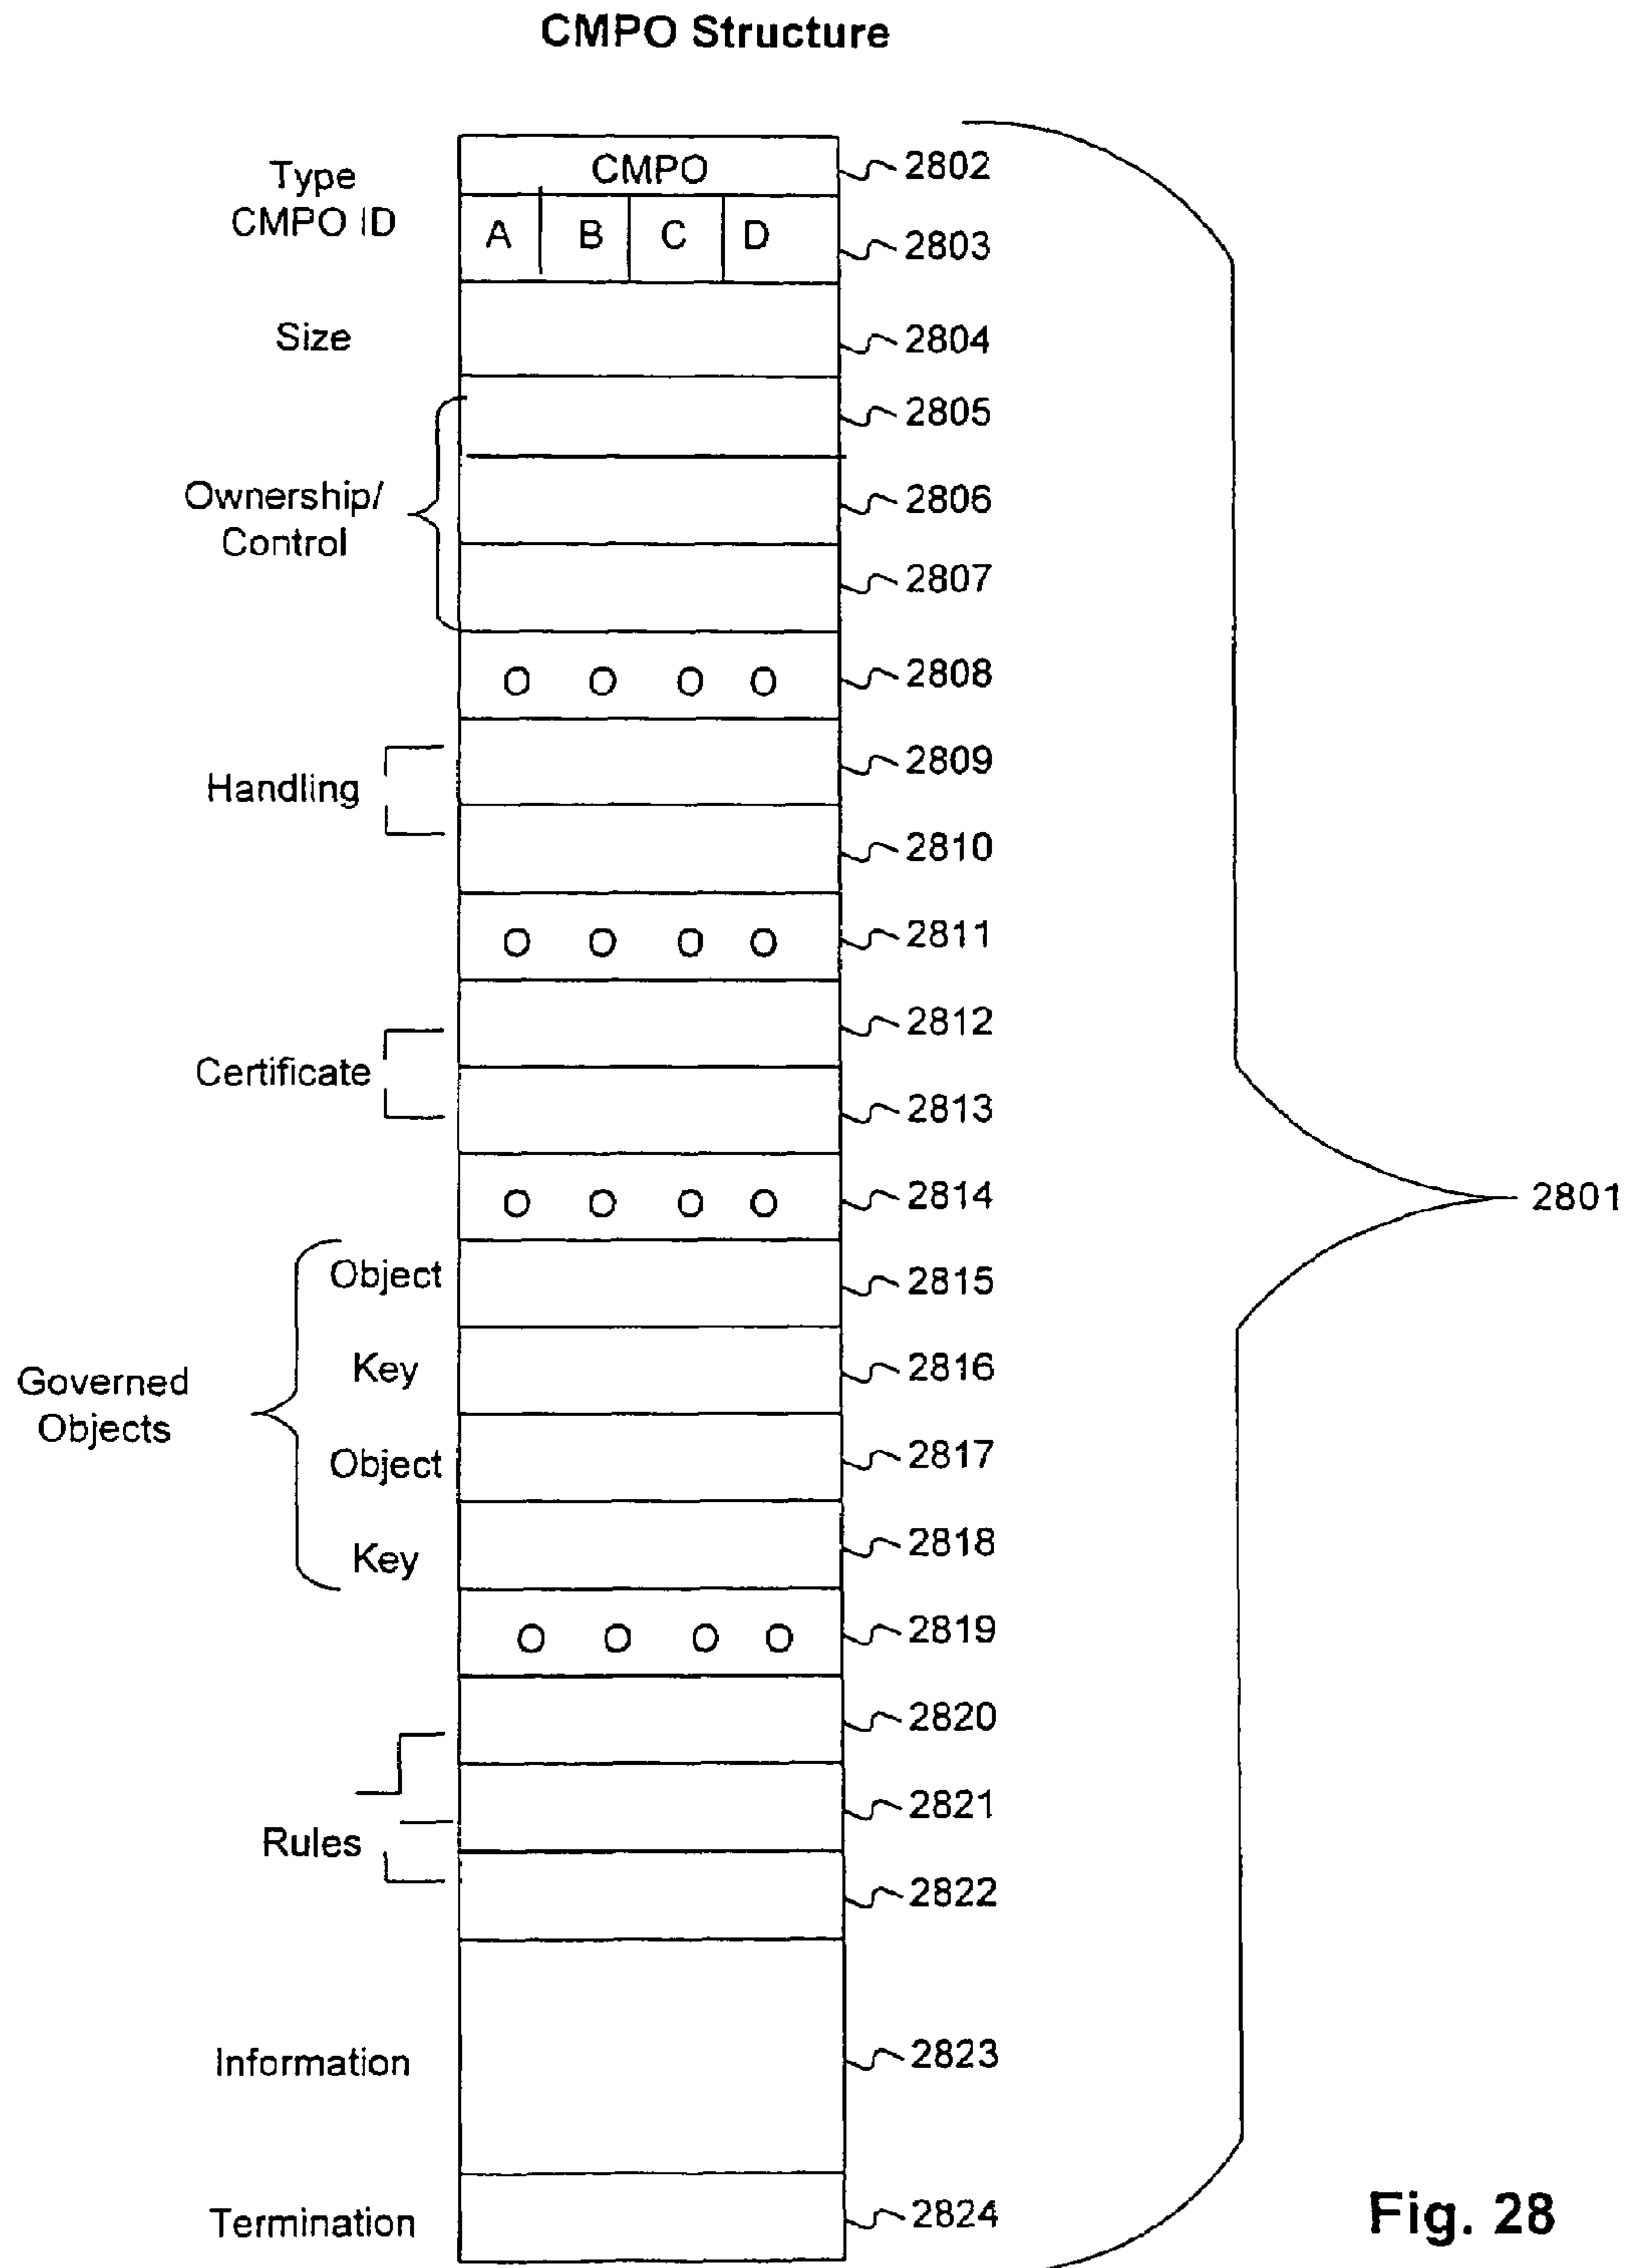 CMPO Structure
Type CMPO 2802
CMPO ID A B C D 2803
Size 2804
2805
Ownership/
Control 2806
2807
O O O O 2808
Handling 2809
2810
O O O O 2811
2812
Certificate 2813
O O O O 2814
2801
Object 2815
Governed
Objects
Key 2816
Object 2817
Key 2818
O O O O 2819
2820
2821
Rules 2822
Information 2823
Termination 2824
Fig. 28